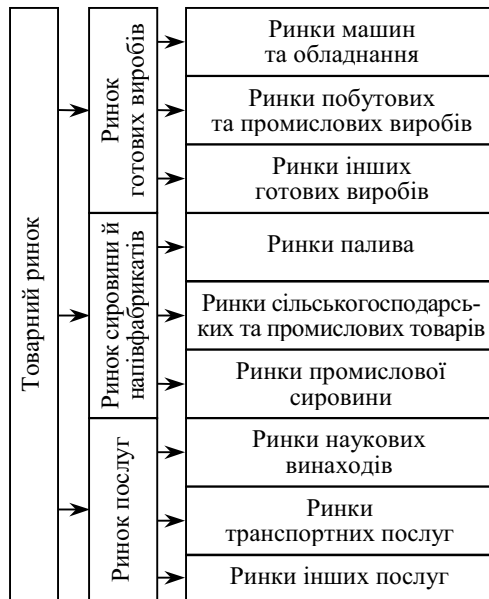 Товарний ринок
Ринок
готових виробів
Ринки машин
та обладнання
Ринки побутових
та промислових виробів
Ринки інших
готових виробів
Ринок сировини й
напівфабрикатів
Ринки палива
Ринки сільськогосподарсь-
ких та промислових товарів
Ринки промислової
сировини
Ринок послуг
Ринки наукових
винаходів
Ринки
транспортних послуг
Ринки інших послуг